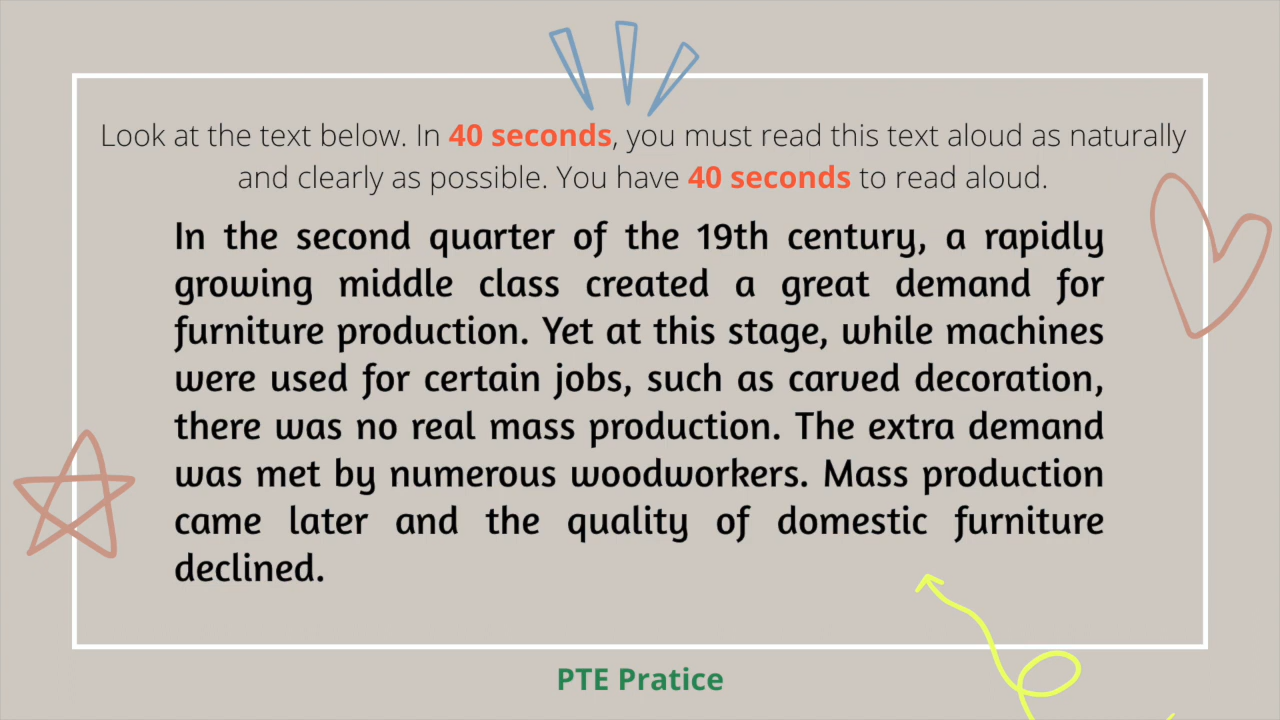 Look at the text below. In 40 seconds, you must read this text aloud as naturally
and clearly as possible. You have 40 seconds to read aloud.
In the second quarter of the 19th century, a rapidly
growing middle class created a great demand for
furniture production. Yet at this stage, while machines
were used for certain jobs, such as carved decoration,
there was no real mass production. The extra demand
was met by numerous woodworkers. Mass production
came later and the quality of domestic furniture
declined.
PTE Pratice